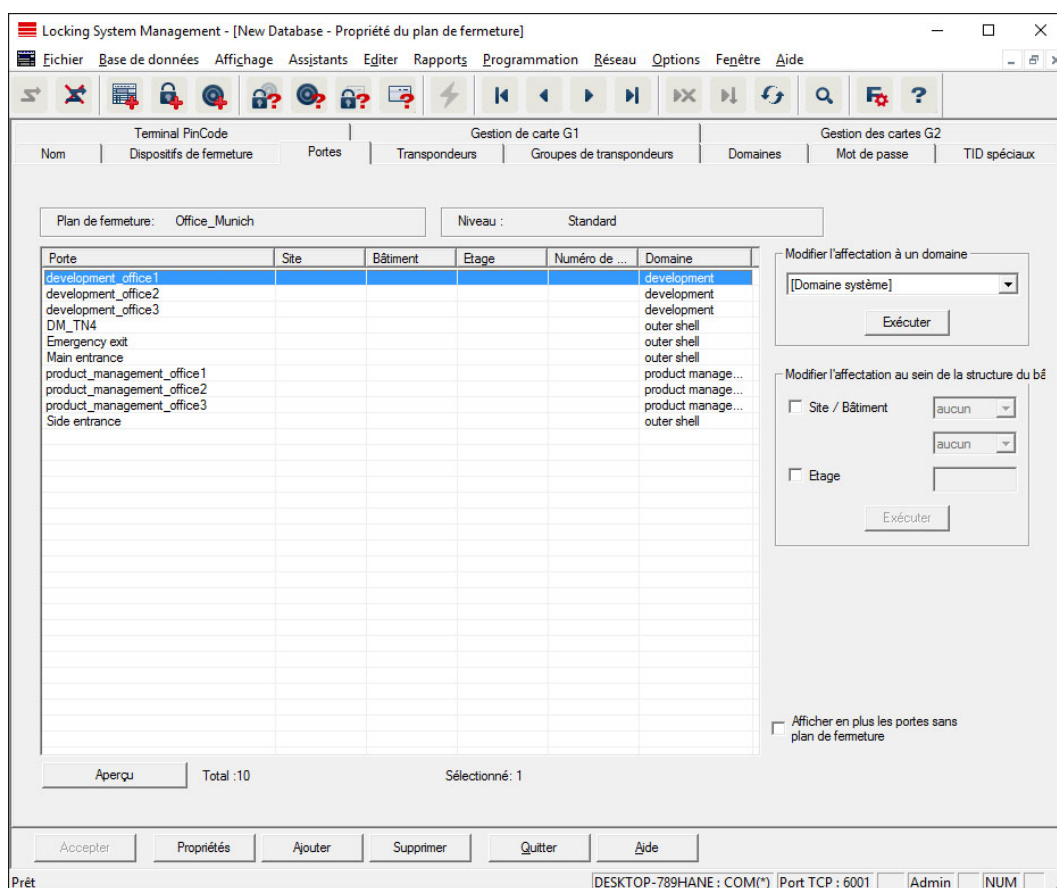 Locking System Management - [New Database - Propriété du plan de fermeture]
Fichier Base de données Affichage Assistants Editer Rapports Programmation Réseau Options Fenêtre Aide
Terminal PinCode Gestion de carte G1 Gestion des cartes G2
Nom Dispositifs de fermeture Portes Transpondeurs Groupes de transpondeurs Domaines Mot de passe TID spéciaux
Plan de fermeture: Office_Munich Niveau : Standard
Porte Site Bâtiment Etage Numéro de ... Domaine
development_office1 development
development_office2 development
development_office3 development
DM_TN4 outer shell
Emergency exit outer shell
Main entrance outer shell
product_management_office1 product manage...
product_management_office2 product manage...
product_management_office3 product manage...
Side entrance outer shell
Modifier l'affectation à un domaine
[Domaine système]
Exécuter
Modifier l'affectation au sein de la structure du bâ
Site / Bâtiment aucun
aucun
Etage
Exécuter
Afficher en plus les portes sans
plan de fermeture
Aperçu Total :10 Sélectionné: 1
Accepter Propriétés Ajouter Supprimer Quitter Aide
Prêt DESKTOP-789HANE : COM(*) Port TCP : 6001 Admin NUM